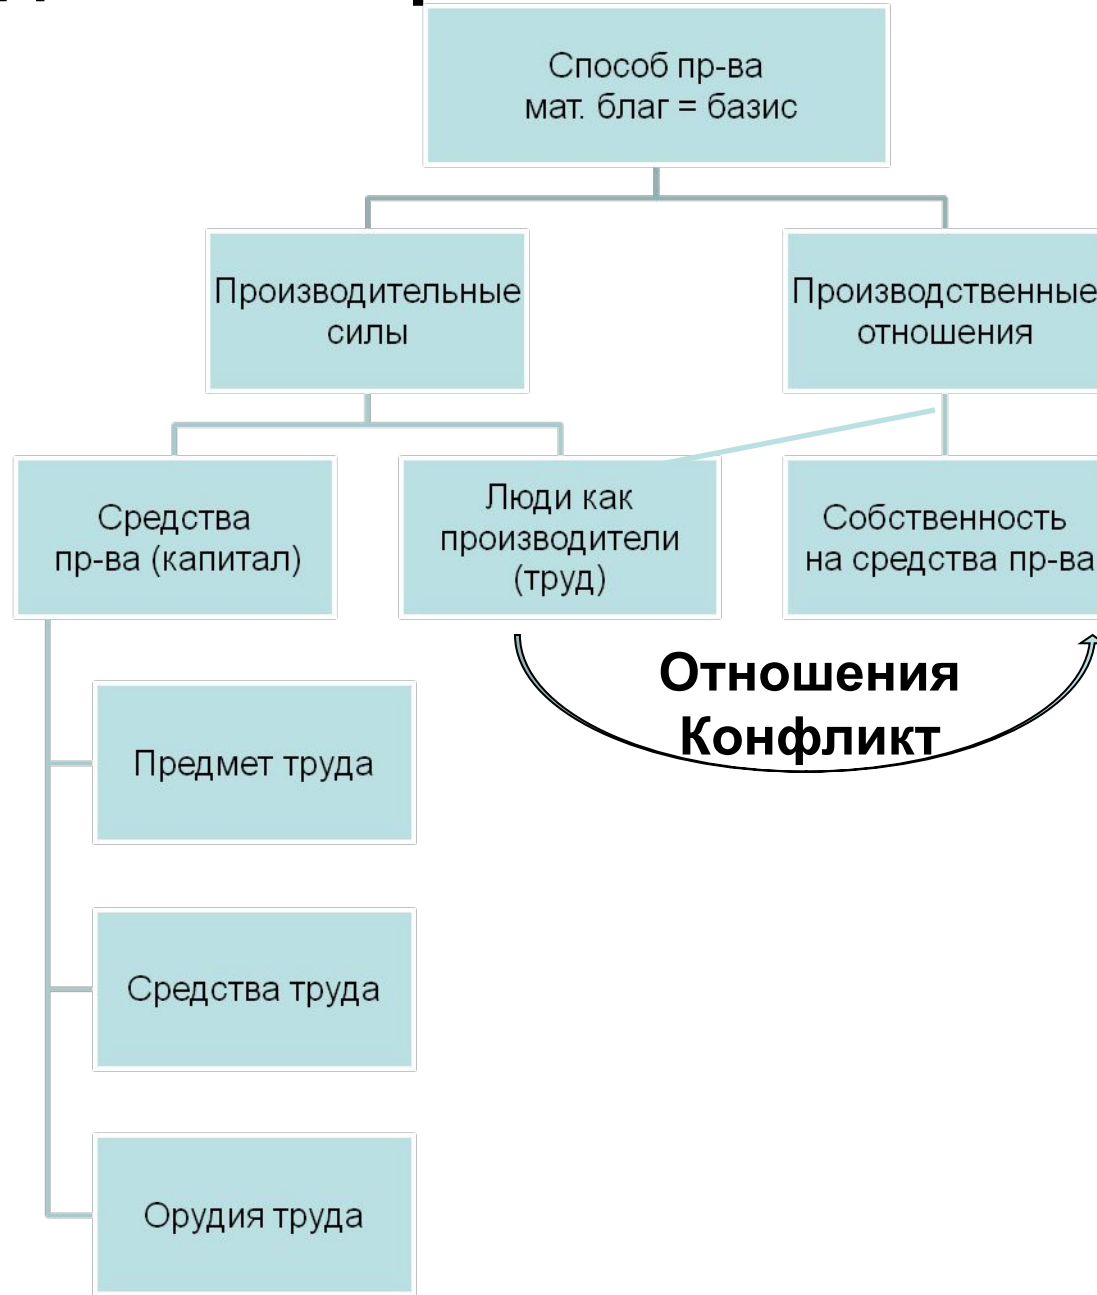 Способ пр-ва
мат. благ = базис
Производительные
силы
Производственные
отношения
Средства
пр-ва (капитал)
Люди как
производители
(труд)
Собственность
на средства пр-ва
Отношения
Конфликт
Предмет труда
Средства труда
Орудия труда